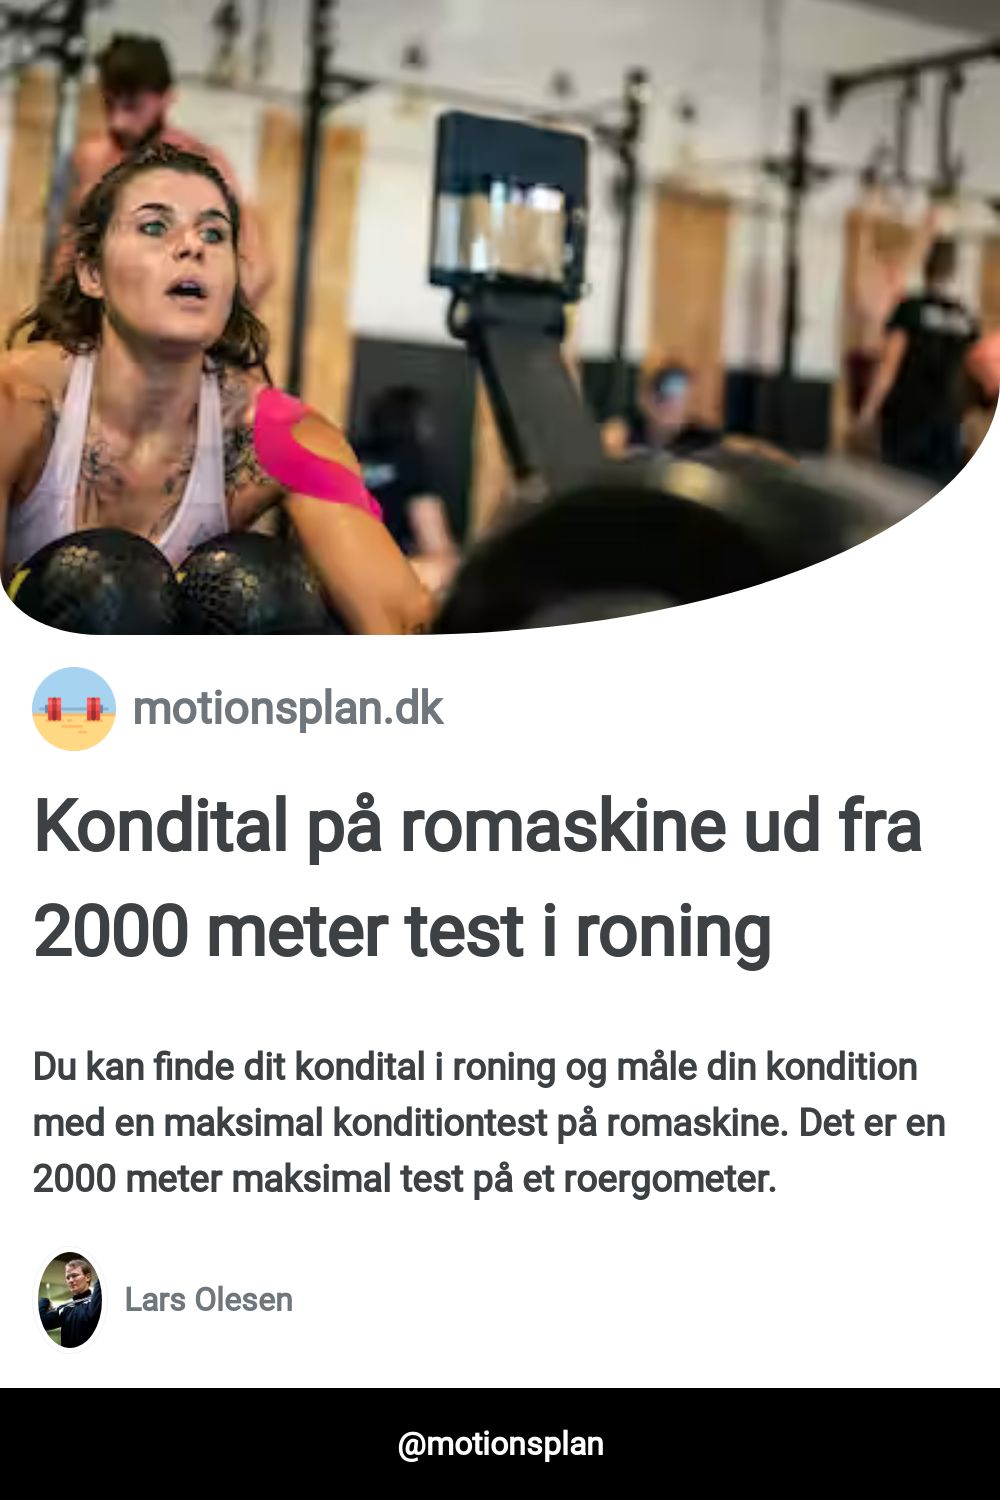 motionsplan.dk
Kondital på romaskine ud fra
2000 meter test i roning
Du kan finde dit kondital i roning og måle din kondition
med en maksimal konditiontest på romaskine. Det er en
2000 meter maksimal test på et roergometer.
Lars Olesen
@motionsplan